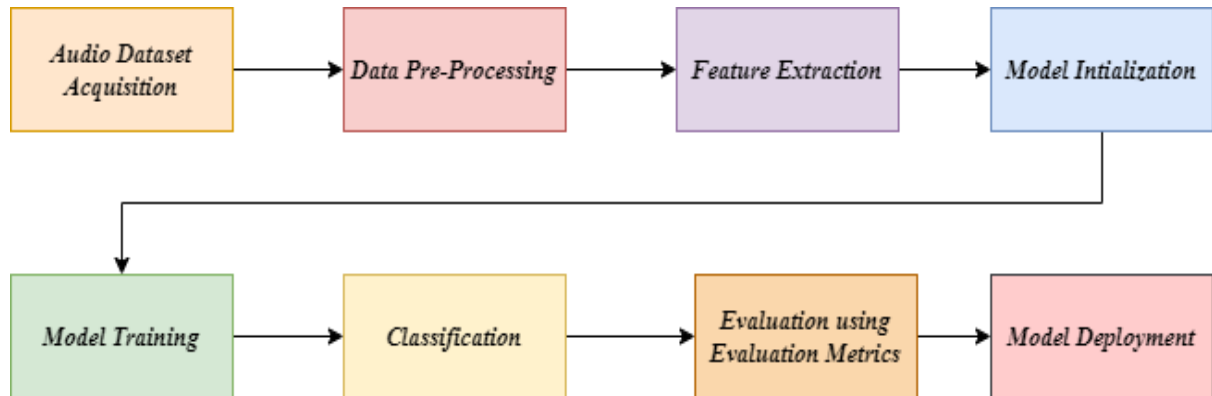 Audio Dataset
Acquisition
Data Pre-Processing
Feature Extraction
Model Intialization
Model Training
Classification
Evaluation using
Evaluation Metrics
Model Deployment